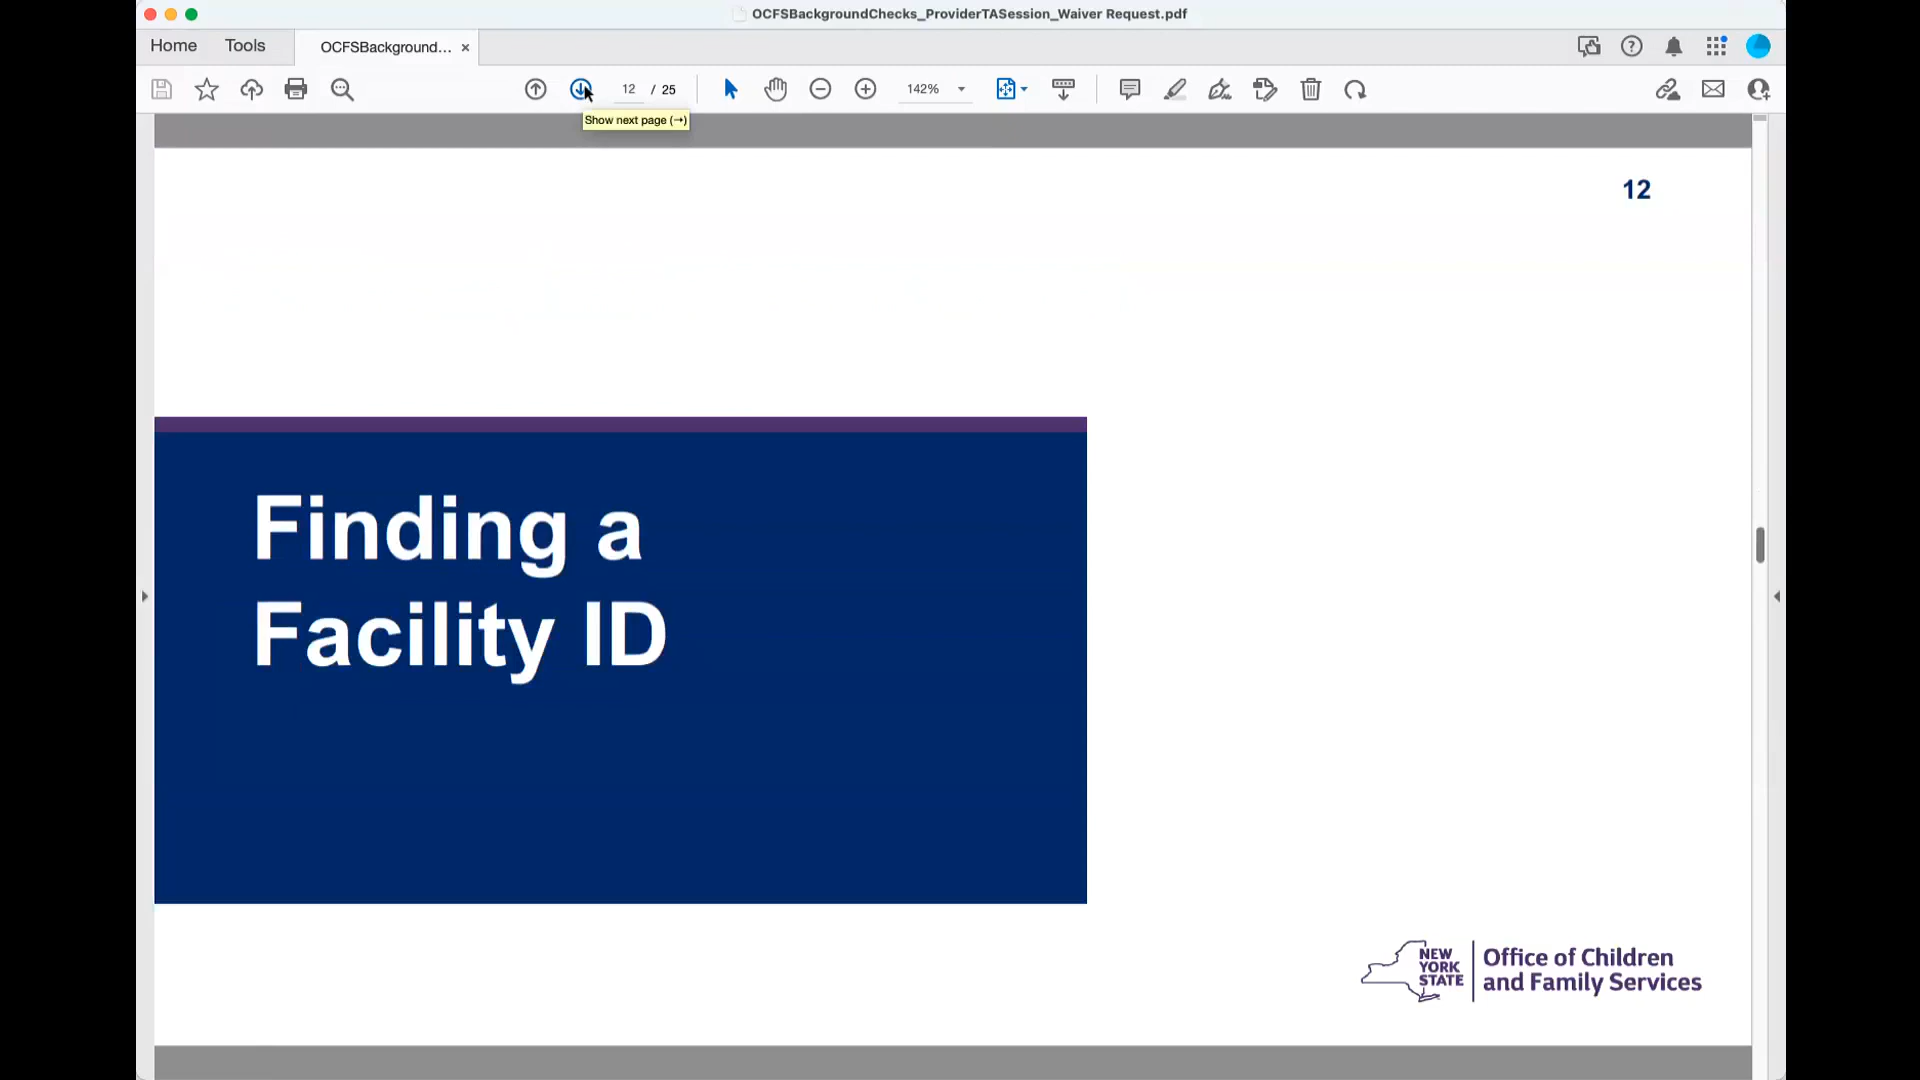 OCFSBackgroundChecks_ProviderTASession_Waiver Request.pdf
Home
Tools
OCFSBackground... ×
12 / 25
142%
Show next page (→)
12
Finding a
Facility ID
NEW
YORK
STATE
Office of Children
and Family Services